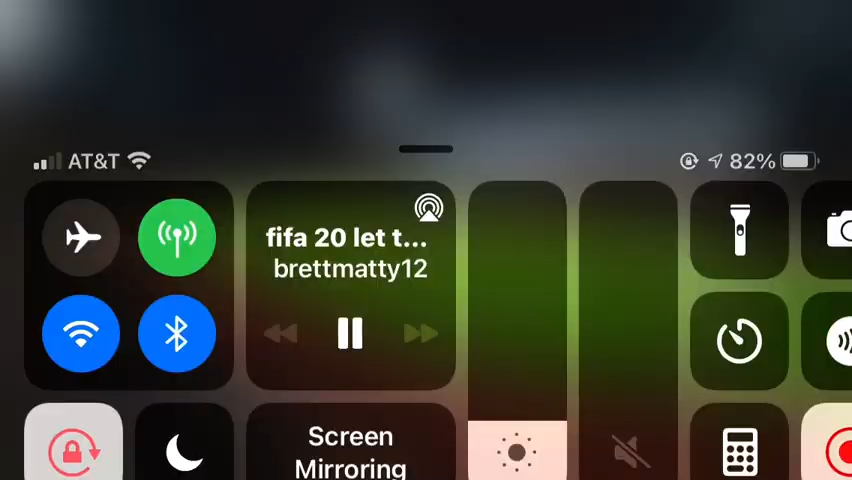 AT&T
82%
fifa 20 let t...
brettmatty12
Screen
Mirroring